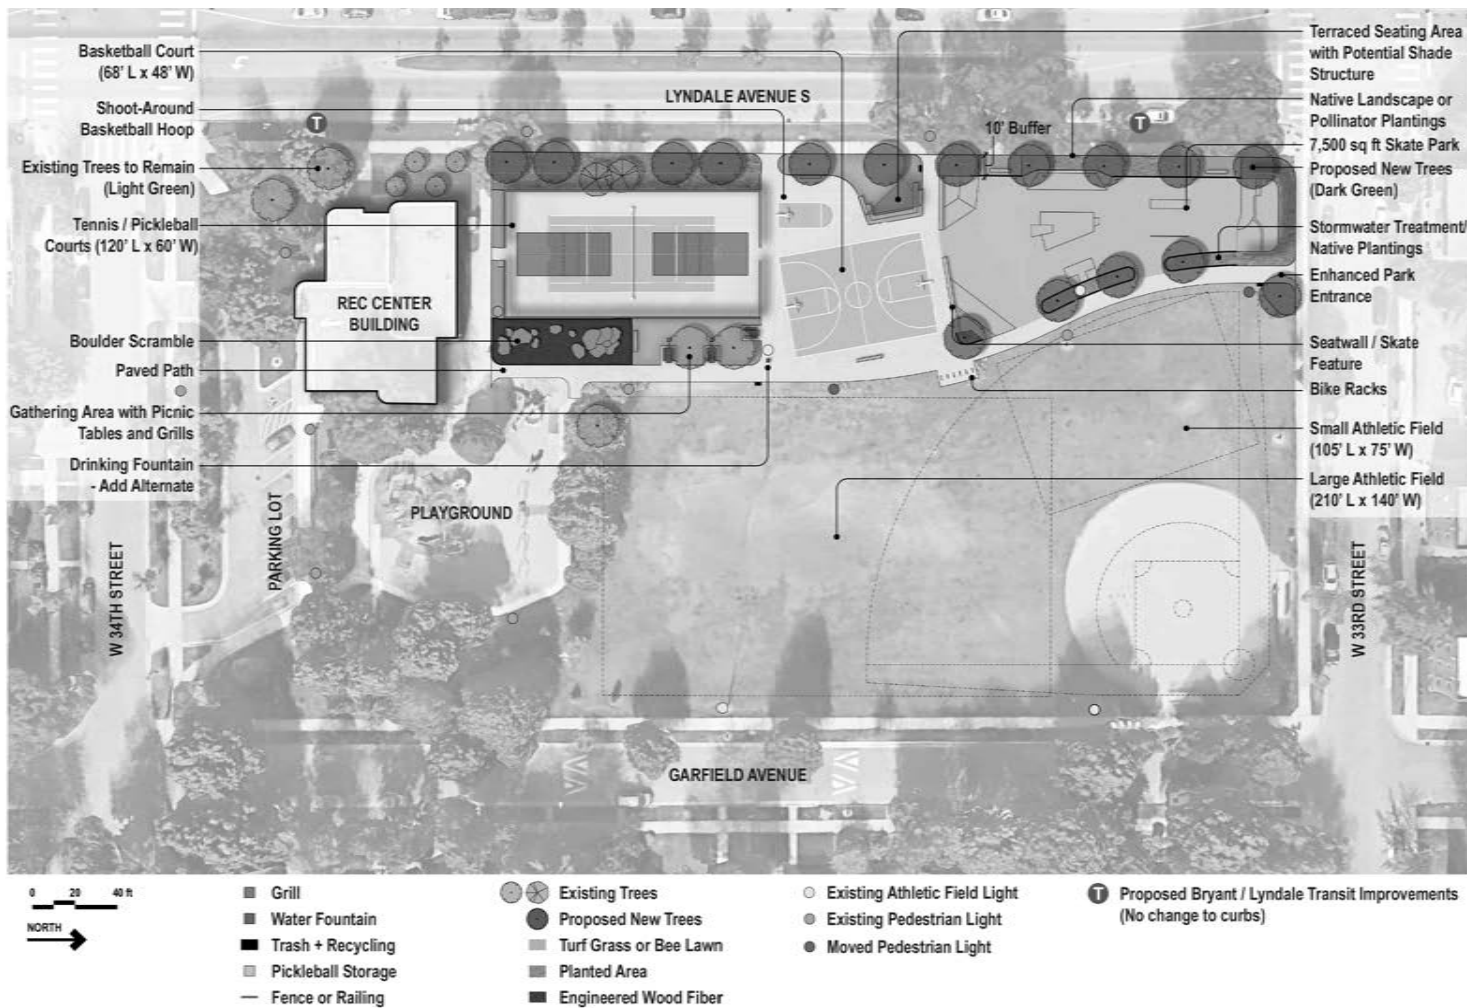 Basketball Court
(68' L x 48' W)
Shoot-Around
Basketball Hoop
Existing Trees to Remain
(Light Green)
Tennis / Pickleball
Courts (120' L x 60' W)
Boulder Scramble
Paved Path
Gathering Area with Picnic
Tables and Grills
Drinking Fountain
- Add Alternate
LYNDALE AVENUE S
T
T
10' Buffer
REC CENTER
BUILDING
PLAYGROUND
PARKING LOT
W 34TH STREET
W 33RD STREET
GARFIELD AVENUE
Terraced Seating Area
with Potential Shade
Structure
Native Landscape or
Pollinator Plantings
7,500 sq ft Skate Park
Proposed New Trees
(Dark Green)
Stormwater Treatment/
Native Plantings
Enhanced Park
Entrance
Seatwall / Skate
Feature
Bike Racks
Small Athletic Field
(105' L x 75' W)
Large Athletic Field
(210' L x 140' W)
0 20 40 ft
NORTH
Grill
Water Fountain
Trash + Recycling
Pickleball Storage
Fence or Railing
Existing Trees
Proposed New Trees
Turf Grass or Bee Lawn
Planted Area
Engineered Wood Fiber
Existing Athletic Field Light
Existing Pedestrian Light
Moved Pedestrian Light
T Proposed Bryant / Lyndale Transit Improvements
(No change to curbs)